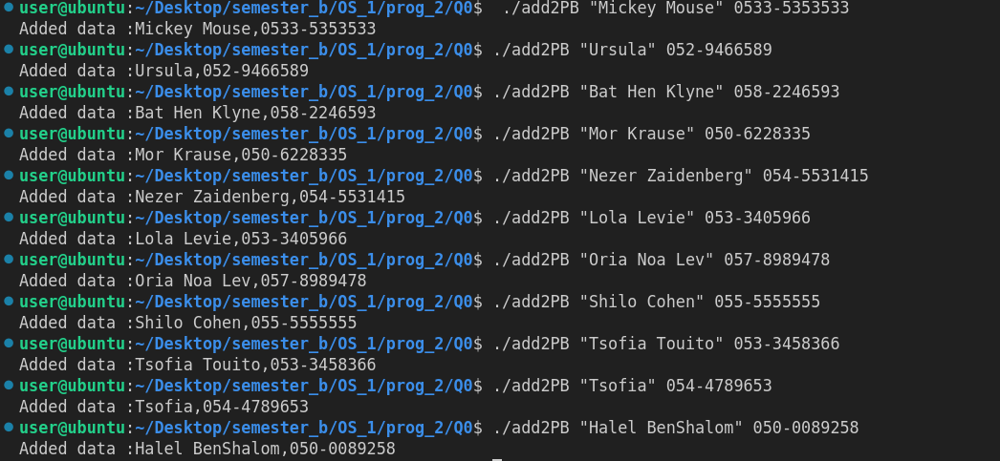 user@ubuntu:~/Desktop/semester_b/OS_1/prog_2/Q0$  ./add2PB "Mickey Mouse" 0533-5353533
Added data :Mickey Mouse,0533-5353533
user@ubuntu:~/Desktop/semester_b/OS_1/prog_2/Q0$ ./add2PB "Ursula" 052-9466589
Added data :Ursula,052-9466589
user@ubuntu:~/Desktop/semester_b/OS_1/prog_2/Q0$ ./add2PB "Bat Hen Klyne" 058-2246593
Added data :Bat Hen Klyne,058-2246593
user@ubuntu:~/Desktop/semester_b/OS_1/prog_2/Q0$ ./add2PB "Mor Krause" 050-6228335
Added data :Mor Krause,050-6228335
user@ubuntu:~/Desktop/semester_b/OS_1/prog_2/Q0$ ./add2PB "Nezer Zaidenberg" 054-5531415
Added data :Nezer Zaidenberg,054-5531415
user@ubuntu:~/Desktop/semester_b/OS_1/prog_2/Q0$ ./add2PB "Lola Levie" 053-3405966
Added data :Lola Levie,053-3405966
user@ubuntu:~/Desktop/semester_b/OS_1/prog_2/Q0$ ./add2PB "Oria Noa Lev" 057-8989478
Added data :Oria Noa Lev,057-8989478
user@ubuntu:~/Desktop/semester_b/OS_1/prog_2/Q0$ ./add2PB "Shilo Cohen" 055-5555555
Added data :Shilo Cohen,055-5555555
user@ubuntu:~/Desktop/semester_b/OS_1/prog_2/Q0$ ./add2PB "Tsofia Touito" 053-3458366
Added data :Tsofia Touito,053-3458366
user@ubuntu:~/Desktop/semester_b/OS_1/prog_2/Q0$ ./add2PB "Tsofia" 054-4789653
Added data :Tsofia,054-4789653
user@ubuntu:~/Desktop/semester_b/OS_1/prog_2/Q0$ ./add2PB "Halel BenShalom" 050-0089258
Added data :Halel BenShalom,050-0089258